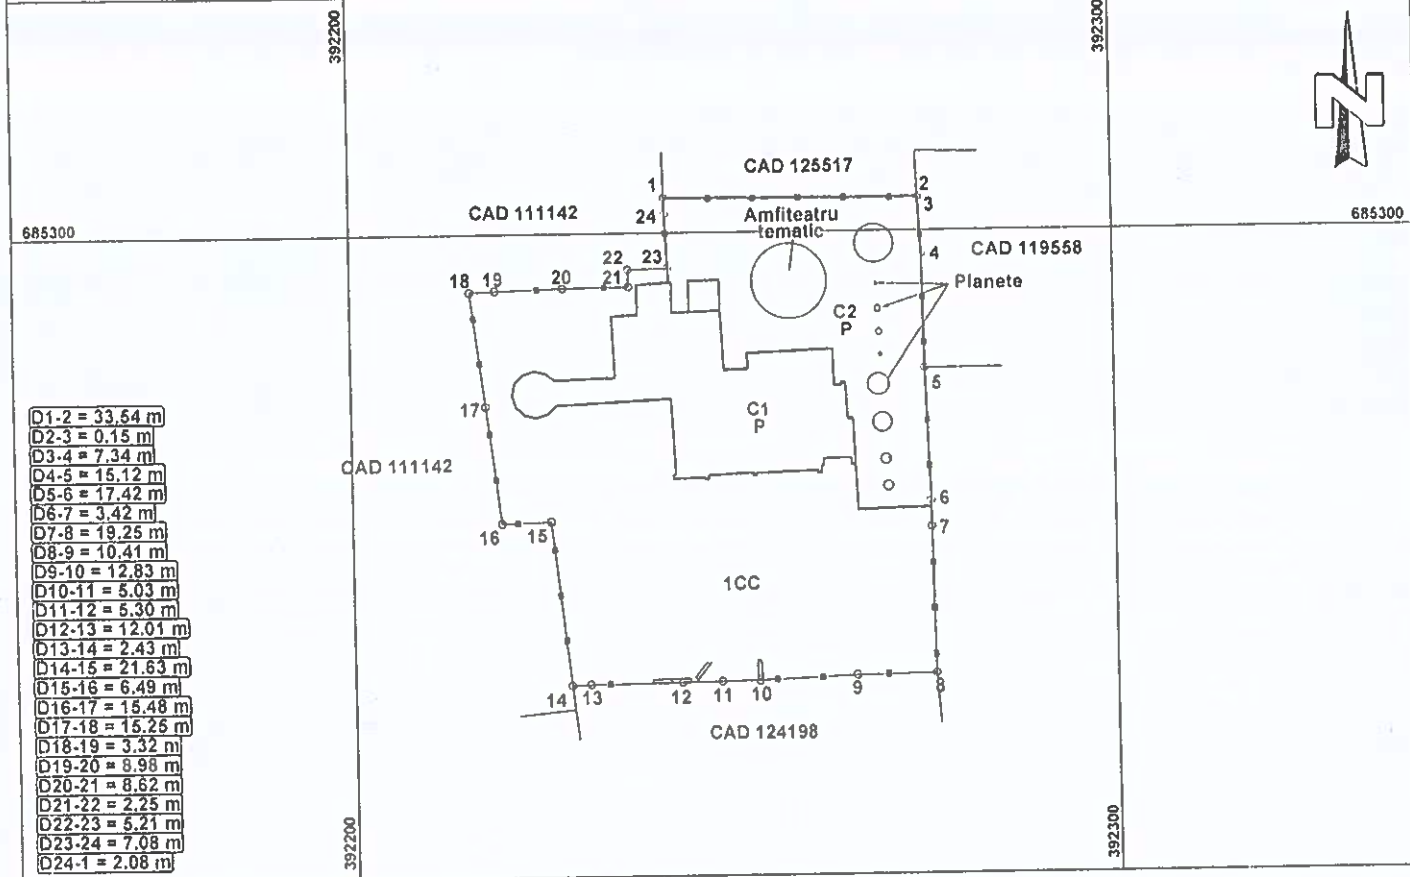 392200
392300
N
CAD 125517
1
2
3
CAD 111142
24
Amfiteatru
tematic
685300
685300
4
CAD 119558
22
23
21
20
18
19
Planete
C2
P
5
17
C1
P
D1-2 = 33,54 m
D2-3 = 0,15 m
D3-4 = 7,34 m
D4-5 = 15,12 m
D5-6 = 17,42 m
D6-7 = 3,42 m
D7-8 = 19,25 m
D8-9 = 10,41 m
D9-10 = 12,83 m
D10-11 = 5,03 m
D11-12 = 5,30 m
D12-13 = 12,01 m
D13-14 = 2,43 m
D14-15 = 21,63 m
D15-16 = 6,49 m
D16-17 = 15,48 m
D17-18 = 15,25 m
D18-19 = 3,32 m
D19-20 = 8,98 m
D20-21 = 8,62 m
D21-22 = 2,25 m
D22-23 = 5,21 m
D23-24 = 7,08 m
D24-1 = 2,08 m
CAD 111142
6
7
16
15
1CC
14
13
12
11
10
9
8
CAD 124198
392200
392300